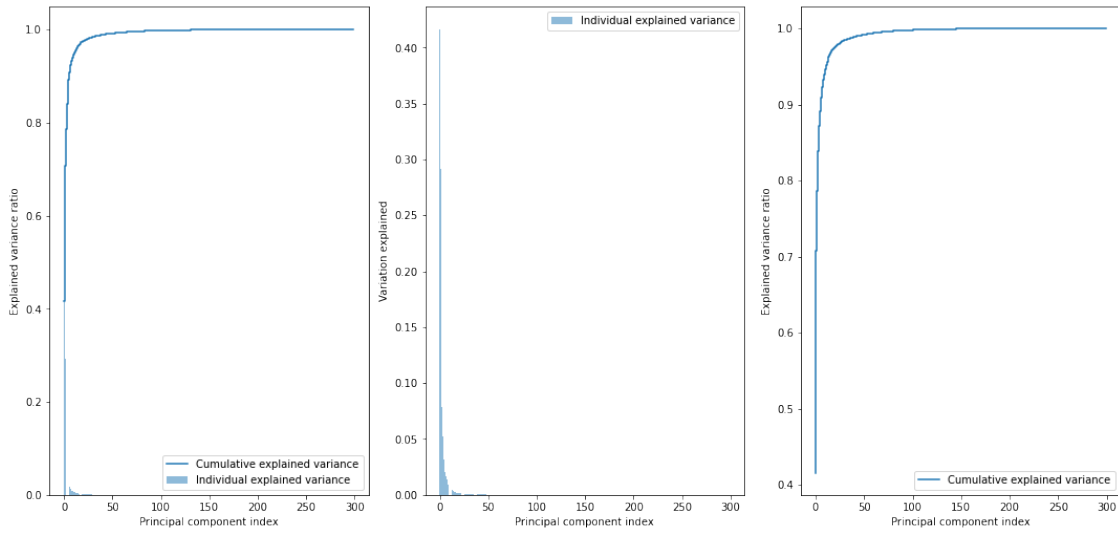 1.0
0.8
0.6
0.4
0.2
0.0
Explained variance ratio
Cumulative explained variance
Individual explained variance
0 50 100 150 200 250 300
Principal component index
Individual explained variance
0.40
0.35
0.30
0.25
0.20
0.15
0.10
0.05
0.00
Variation explained
0 50 100 150 200 250 300
Principal component index
1.0
0.9
0.8
0.7
0.6
0.5
0.4
Explained variance ratio
Cumulative explained variance
0 50 100 150 200 250 300
Principal component index